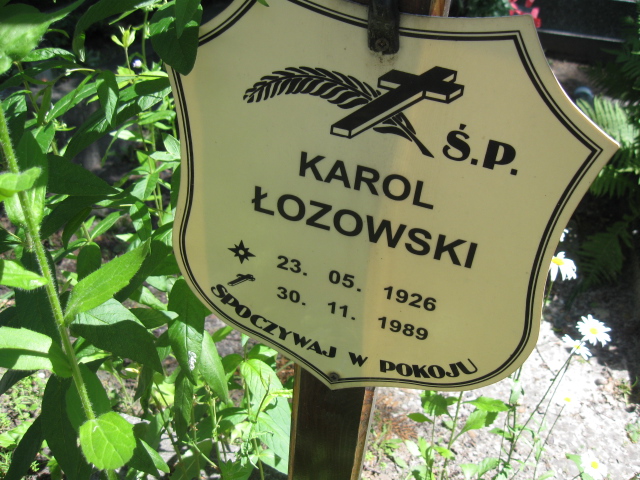 Ś.P.
KAROL
ŁOZOWSKI
23. 05. 1926
30. 11. 1989
SPOCZYWAJ W POKOJU